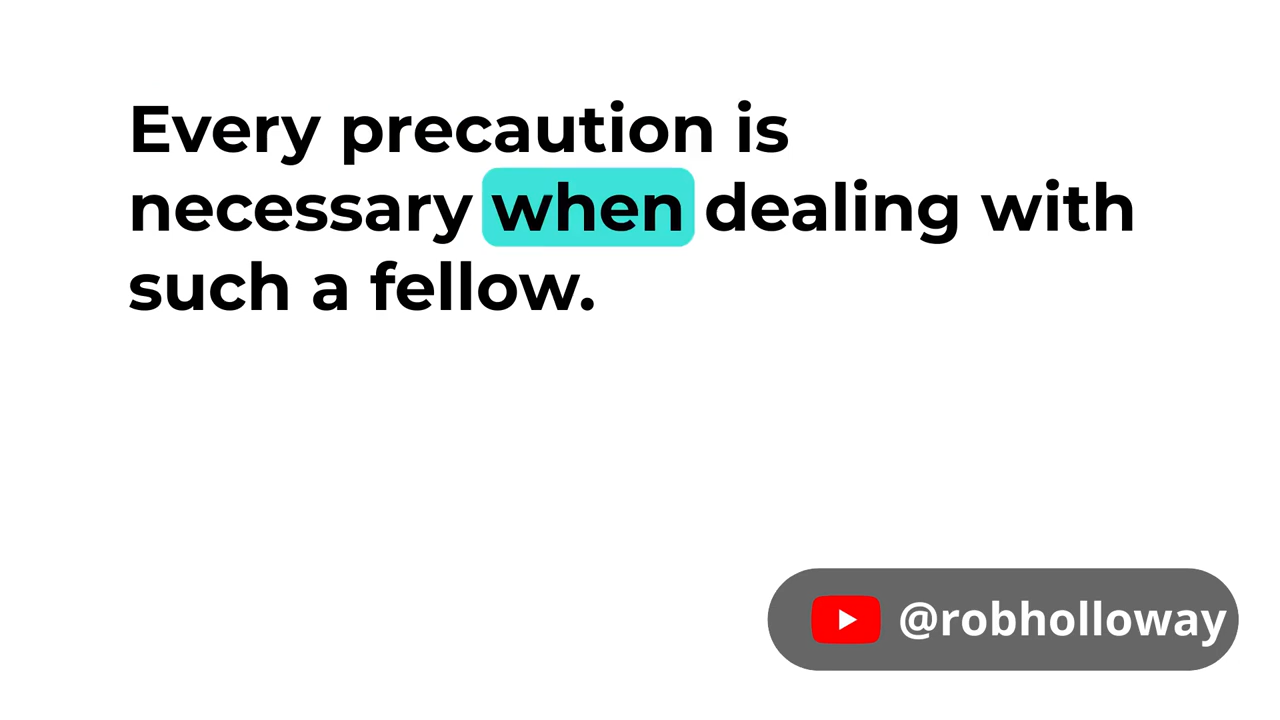 Every precaution is
necessary when dealing with
such a fellow.
@robholloway